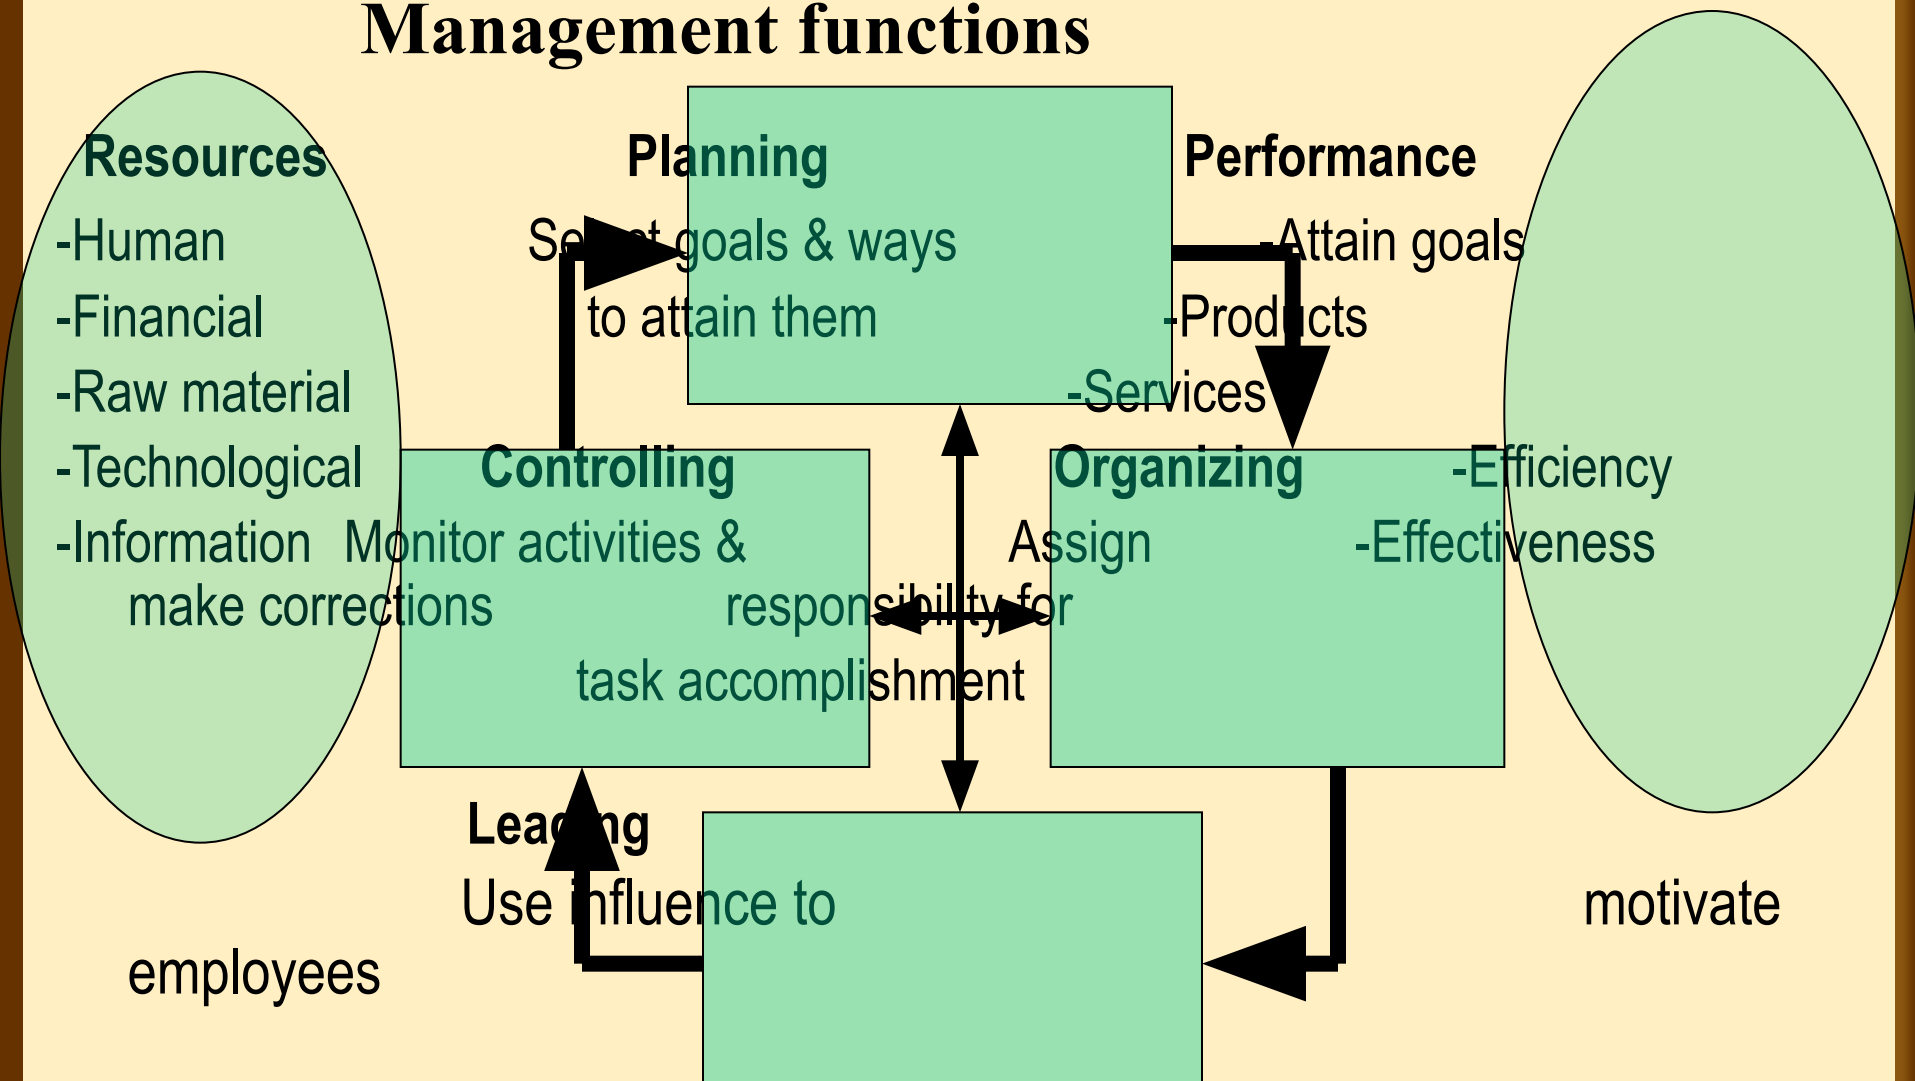 Management functions
Resources Planning Performance
-Human Select goals & ways -Attain goals
-Financial to attain them -Products
-Raw material -Services
-Technological Controlling Organizing -Efficiency
-Information Monitor activities & Assign -Effectiveness
make corrections responsibility for
task accomplishment
Leading
Use influence to motivate
employees